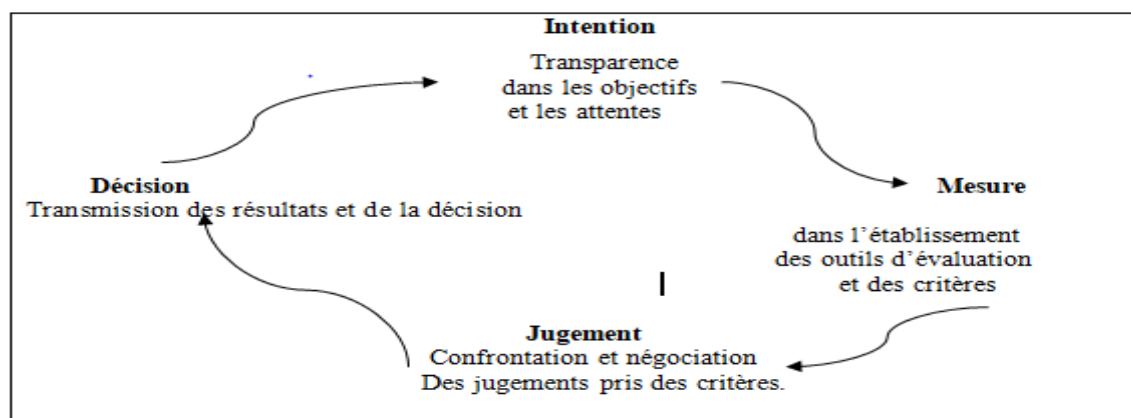 Intention
Transparence
dans les objectifs
et les attentes
Décision
Transmission des résultats et de la décision
Mesure
dans l'établissement
des outils d'évaluation
et des critères
Jugement
Confrontation et négociation
Des jugements pris des critères.